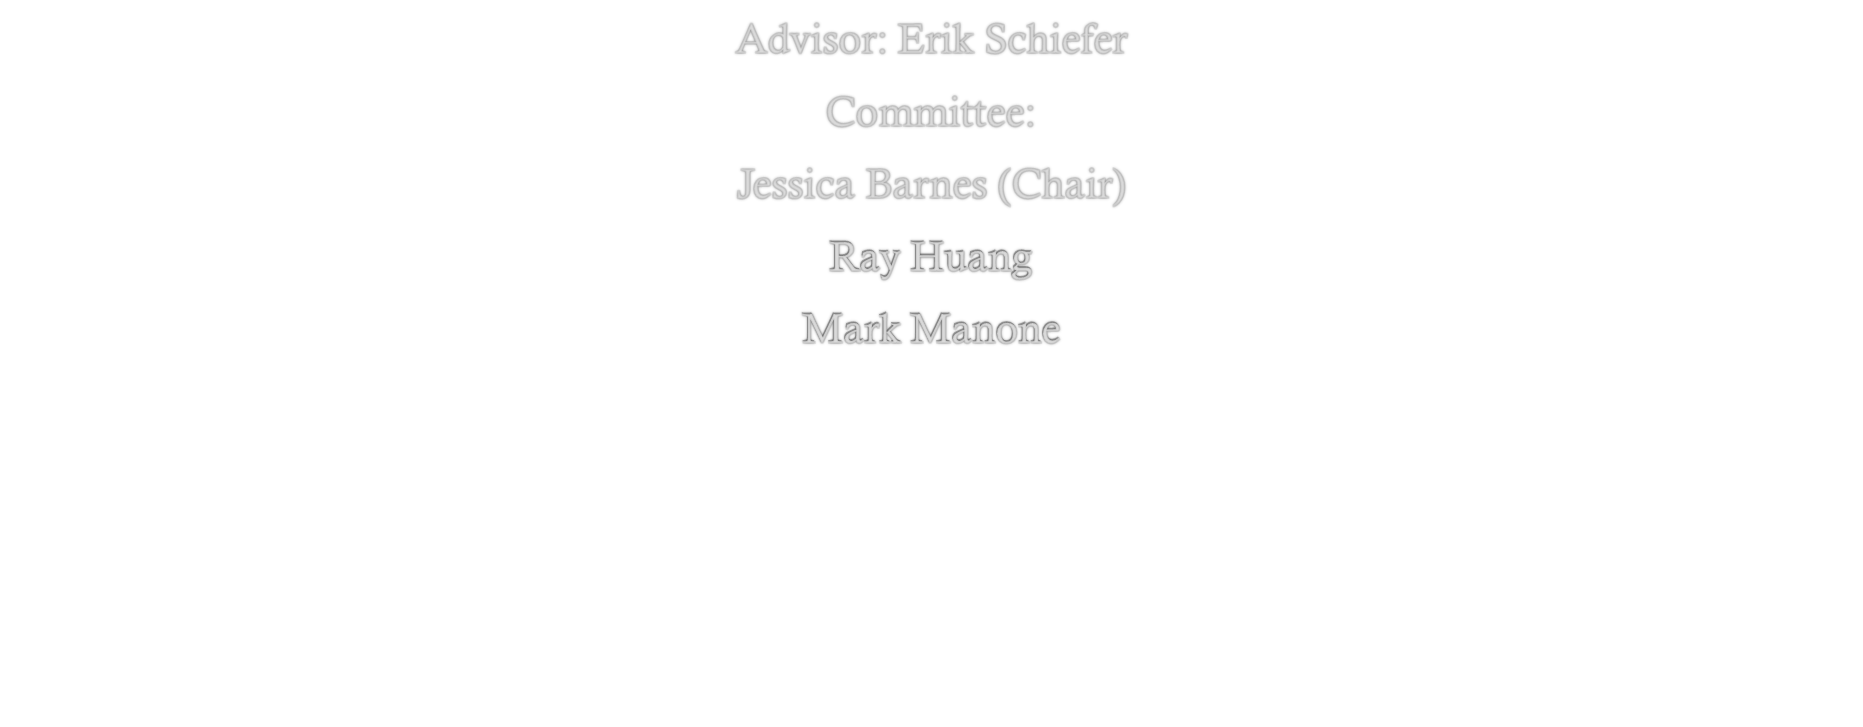 Advisor: Erik Schiefer
Committee:
Jessica Barnes (Chair)
Ray Huang
Mark Manone